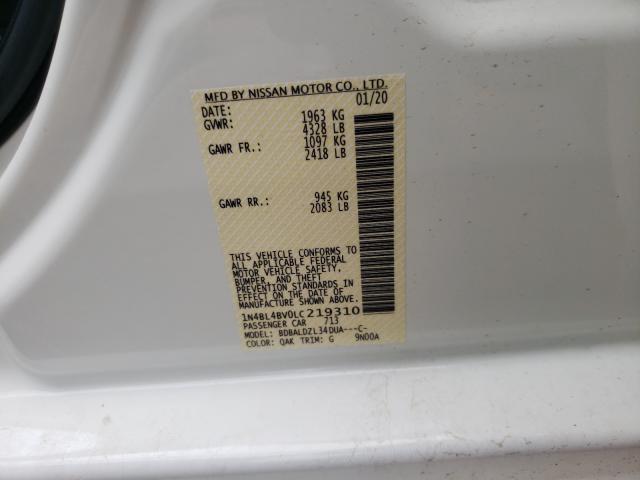 MFD BY NISSAN MOTOR CO., LTD.
DATE: 01/20
GVWR: 1963 KG
4328 LB
GAWR FR.: 1097 KG
2418 LB
GAWR RR.: 945 KG
2083 LB
THIS VEHICLE CONFORMS TO
ALL APPLICABLE FEDERAL
MOTOR VEHICLE SAFETY,
BUMPER, AND THEFT
PREVENTION STANDARDS IN
EFFECT ON THE DATE OF
MANUFACTURE SHOWN ABOVE.
1N4BL4BV0LC219310
PASSENGER CAR 713
MODEL: BDBALDZL34DUA---C-
COLOR: QAK TRIM: G 9N00A